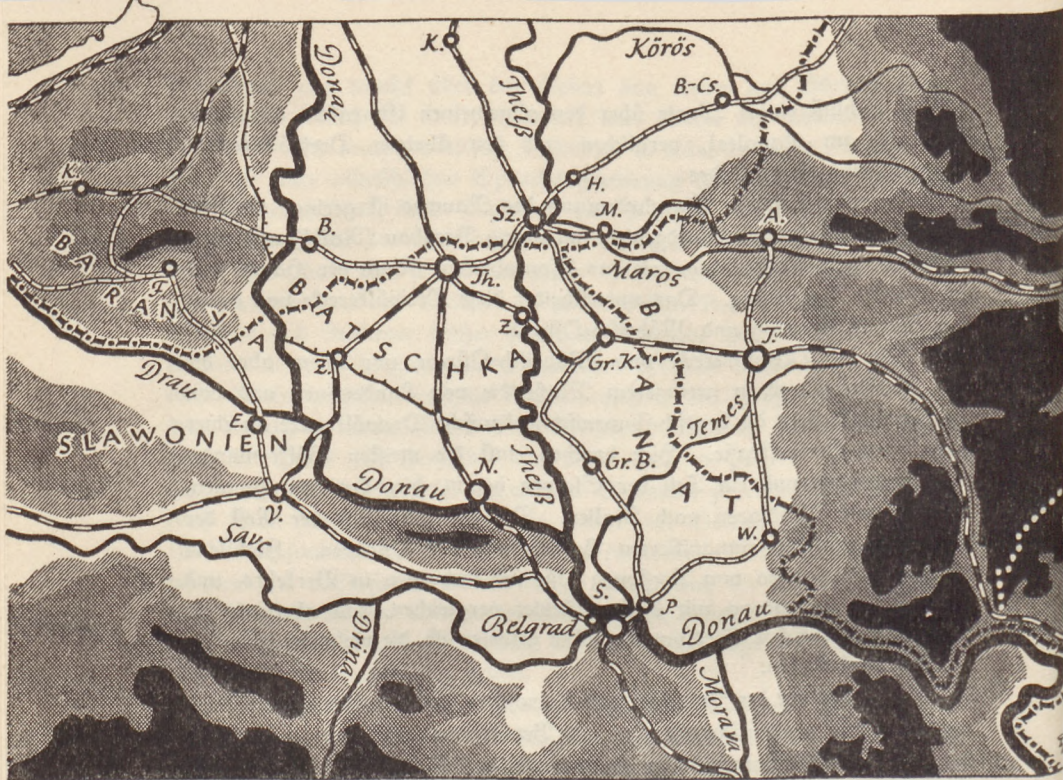 Donau
K.
Theiß
Körös
B.-Cs.
K.
H.
Sz.
M.
A.
B.
BARANYA
F.
Th.
Maros
BATSCHKA
Z.
Z.
Gr.K.
T.
BANAT
Drau
E.
SLAWONIEN
Temes
Theiß
Gr.B.
N.
Donau
V.
W.
Sav
S.
P.
Belgrad
Donau
Drina
Morava